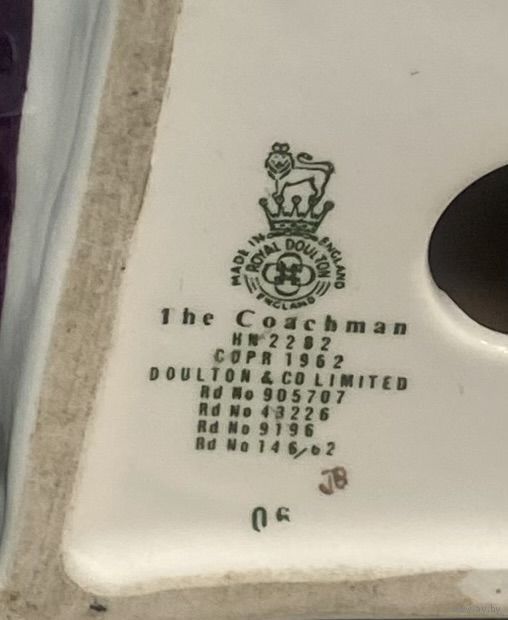 MADE IN ENGLAND
ROYAL DOULTON
ENGLAND
The Coachman
HN 2282
COPR 1962
DOULTON & CO LIMITED
Rd No 905707
Rd No 43226
Rd No 9196
Rd No 146/62
JB